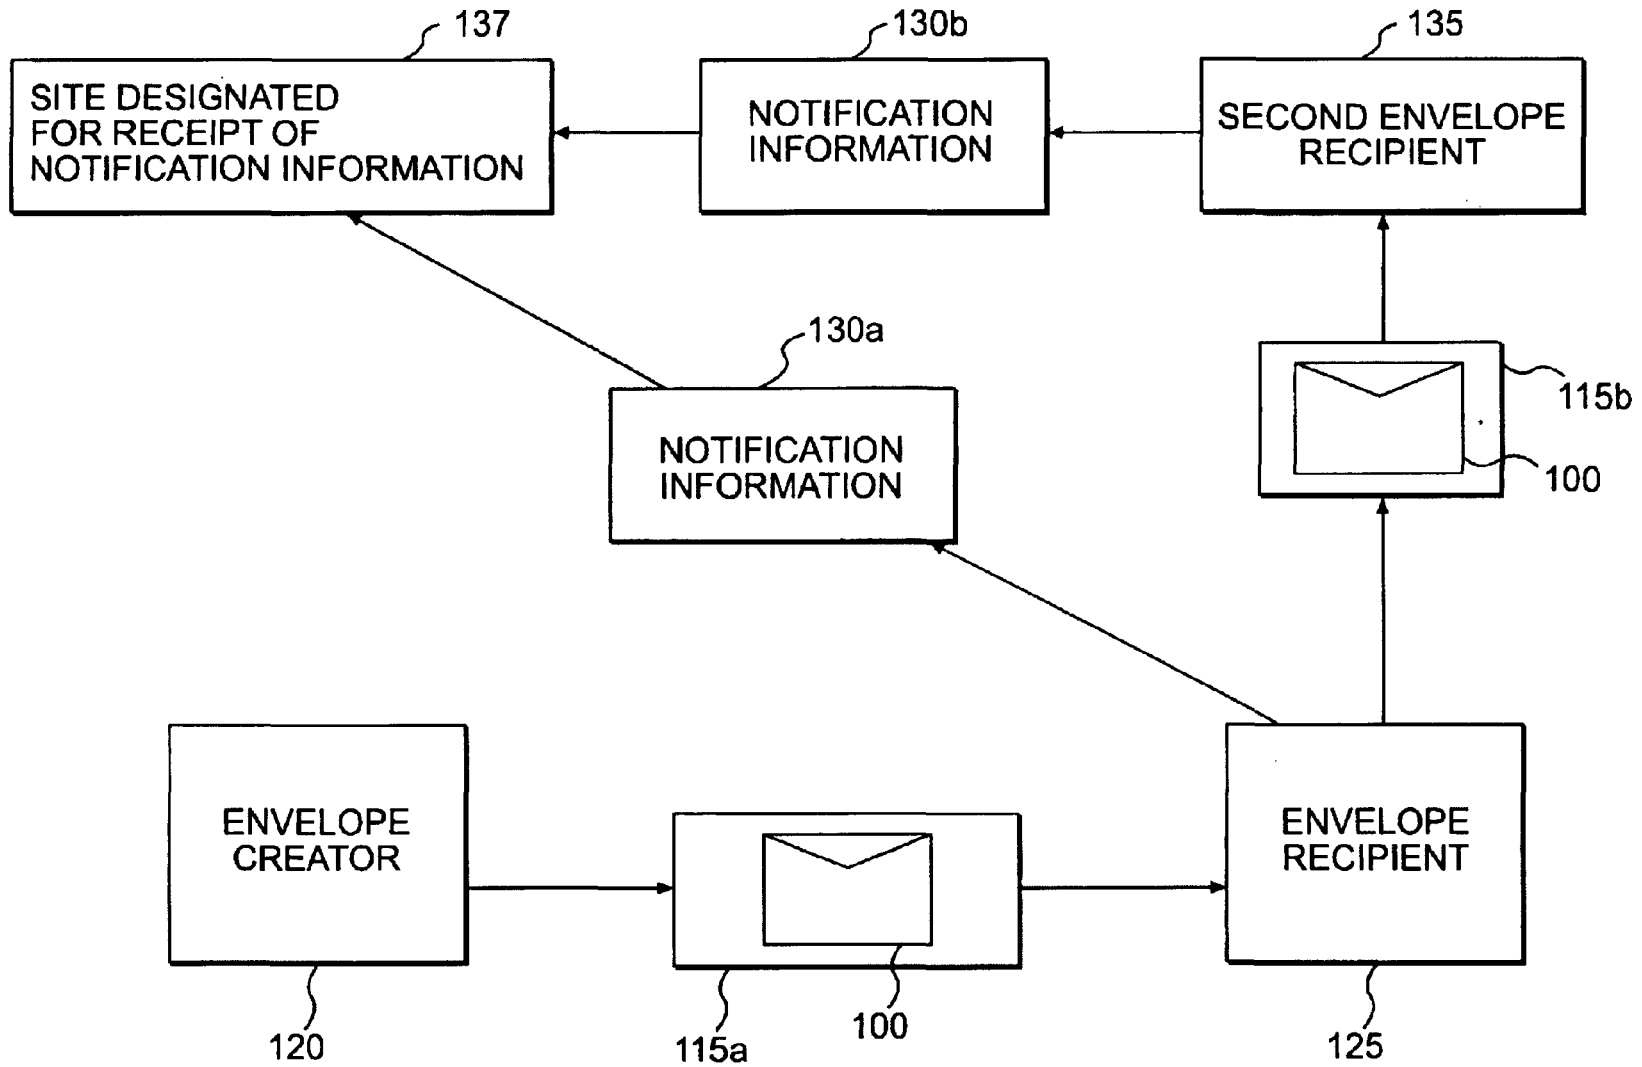 137
130b
135
SITE DESIGNATED
FOR RECEIPT OF
NOTIFICATION INFORMATION
NOTIFICATION
INFORMATION
SECOND ENVELOPE
RECIPIENT
130a
115b
100
NOTIFICATION
INFORMATION
ENVELOPE
CREATOR
ENVELOPE
RECIPIENT
120
115a
100
125